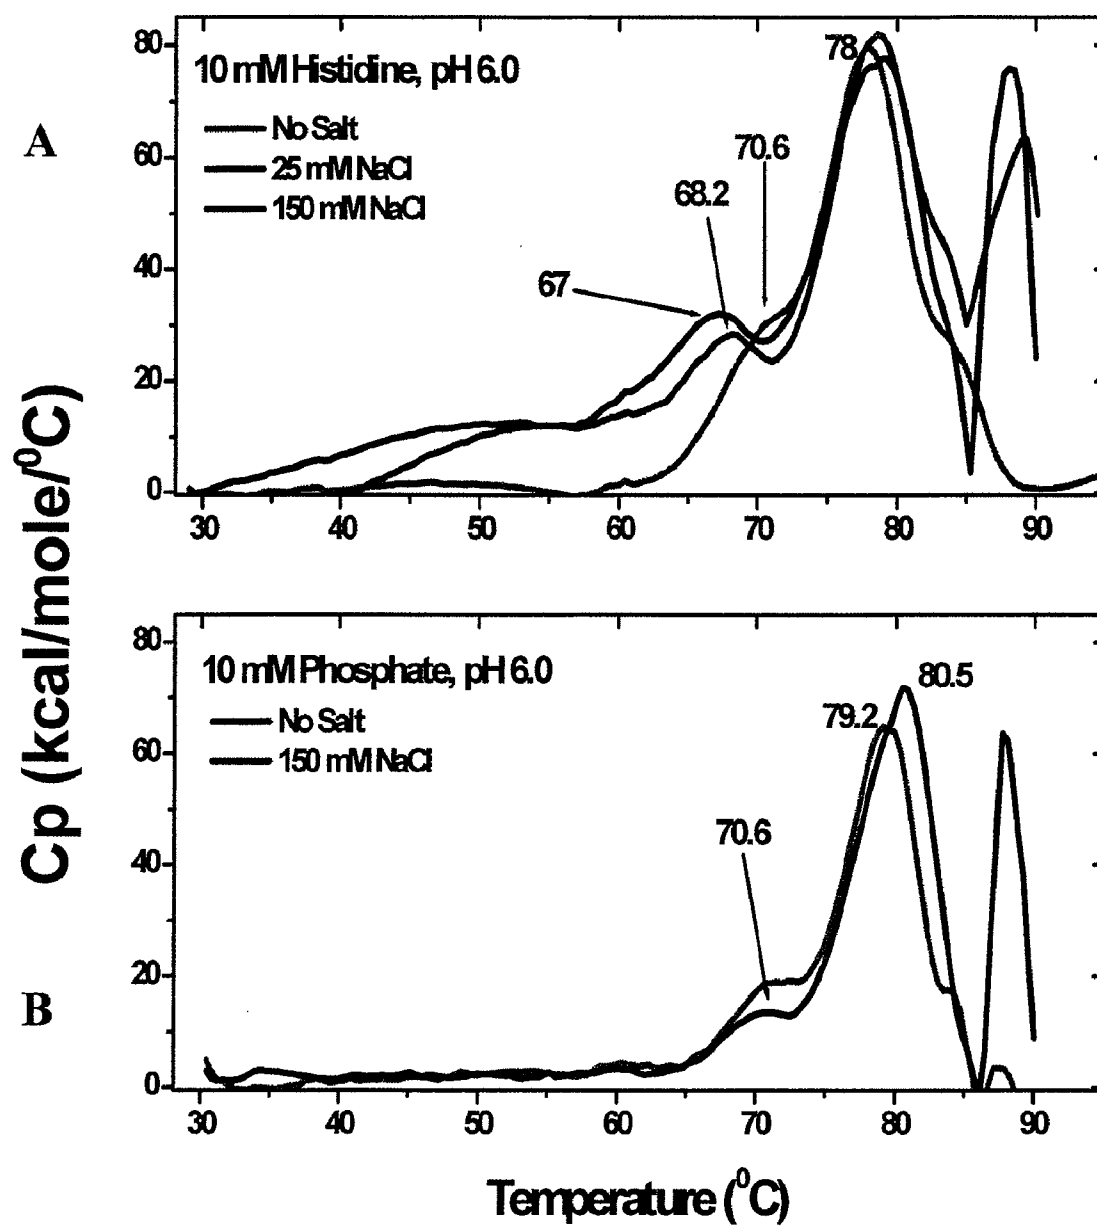 A
10 mM Histidine, pH 6.0
No Salt
25 mM NaCl
150 mM NaCl
67
68.2
70.6
78
80
60
40
20
0
30 40 50 60 70 80 90
B
10 mM Phosphate, pH 6.0
No Salt
150 mM NaCl
70.6
79.2
80.5
80
60
40
20
0
30 40 50 60 70 80 90
Cp (kcal/mole/⁰C)
Temperature (⁰C)